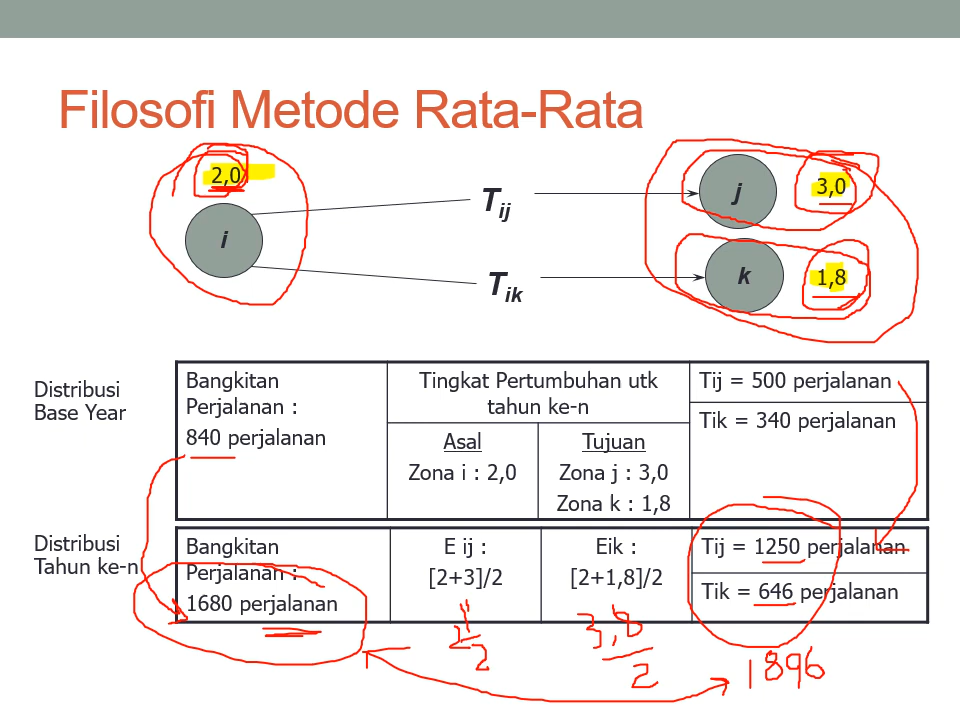 Filosofi Metode Rata-Rata
2,0
i
Tij
Tik
j
3,0
k
1,8
Distribusi
Base Year
Bangkitan
Perjalanan :
840 perjalanan
Tingkat Pertumbuhan utk
tahun ke-n
Asal
Zona i : 2,0
Tujuan
Zona j : 3,0
Zona k : 1,8
Tij = 500 perjalanan
Tik = 340 perjalanan
Distribusi
Tahun ke-n
Bangkitan
Perjalanan :
1680 perjalanan
E ij :
[2+3]/2
Eik :
[2+1,8]/2
Tij = 1250 perjalanan
Tik = 646 perjalanan
2 1/2
3,8
2
1896